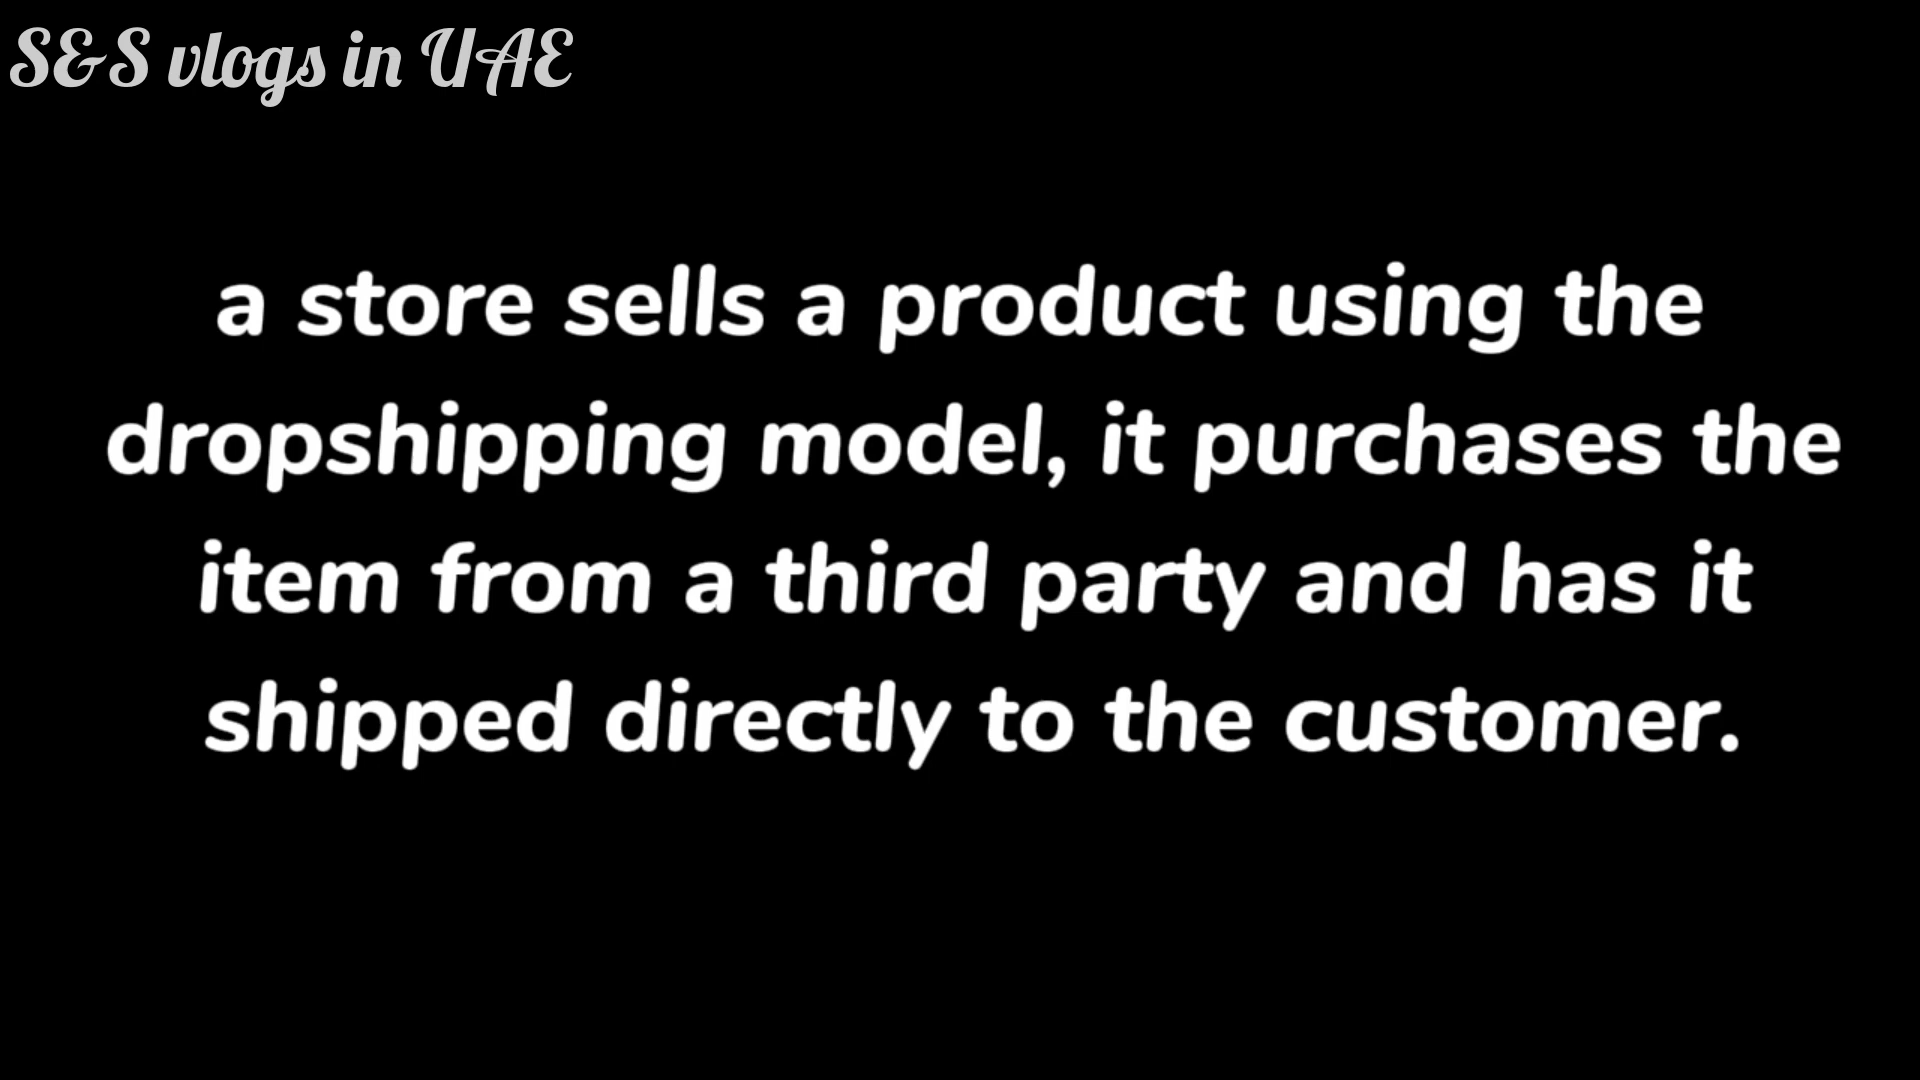 S&S vlogs in UAE
a store sells a product using the
dropshipping model, it purchases the
item from a third party and has it
shipped directly to the customer.